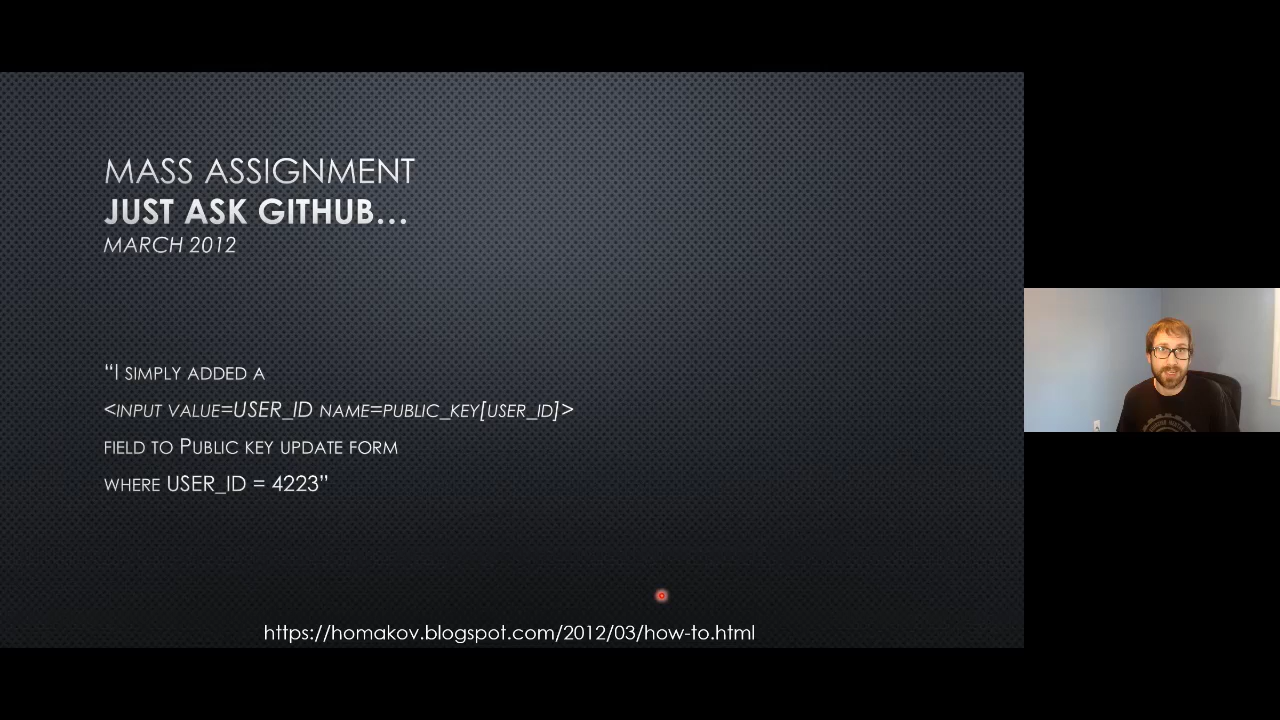 MASS ASSIGNMENT
JUST ASK GITHUB…
MARCH 2012
“I SIMPLY ADDED A
<INPUT VALUE=USER_ID NAME=PUBLIC_KEY[USER_ID]>
FIELD TO PUBLIC KEY UPDATE FORM
WHERE USER_ID = 4223”
https://homakov.blogspot.com/2012/03/how-to.html